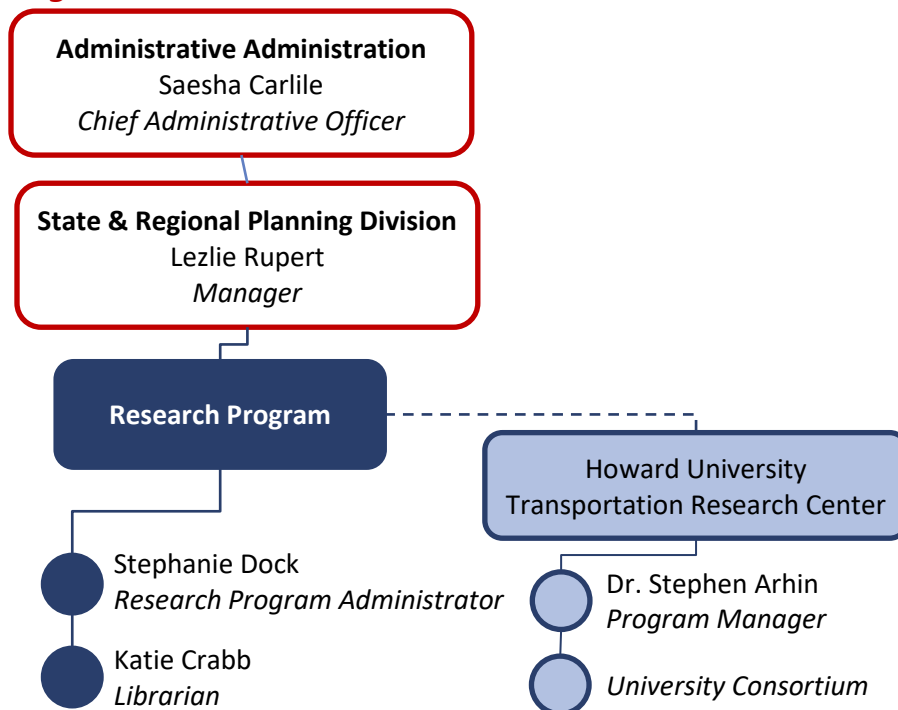 Administrative Administration
Saesha Carlile
Chief Administrative Officer
State & Regional Planning Division
Lezlie Rupert
Manager
Research Program
Howard University
Transportation Research Center
Stephanie Dock
Research Program Administrator
Katie Crabb
Librarian
Dr. Stephen Arhin
Program Manager
University Consortium